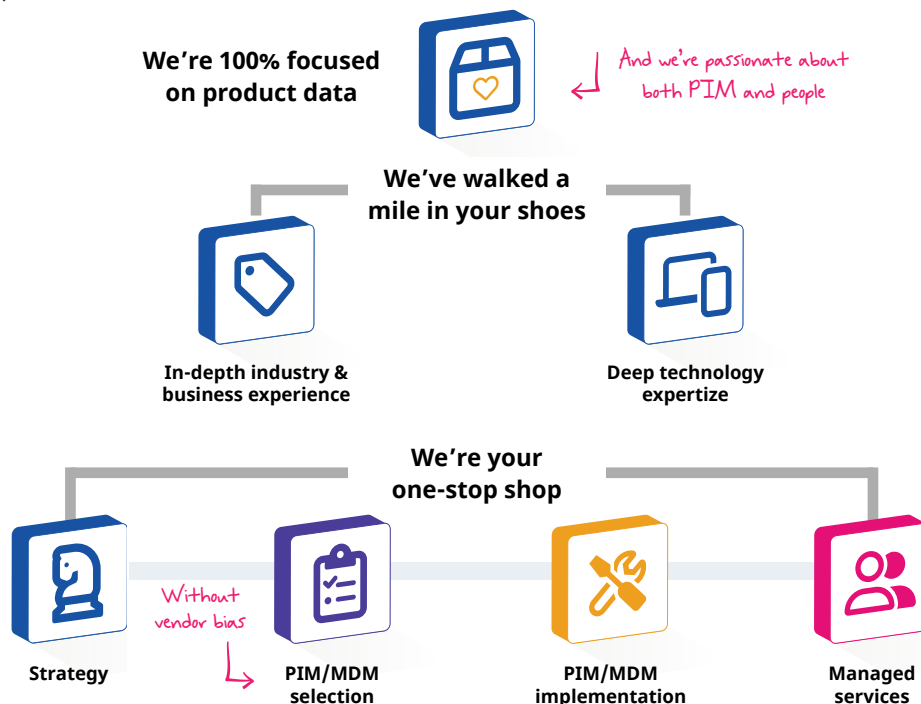 We’re 100% focused
on product data
And we're passionate about
both PIM and people
We’ve walked a
mile in your shoes
In-depth industry &
business experience
Deep technology
expertize
We’re your
one-stop shop
Without
vendor bias
Strategy
PIM/MDM
selection
PIM/MDM
implementation
Managed
services